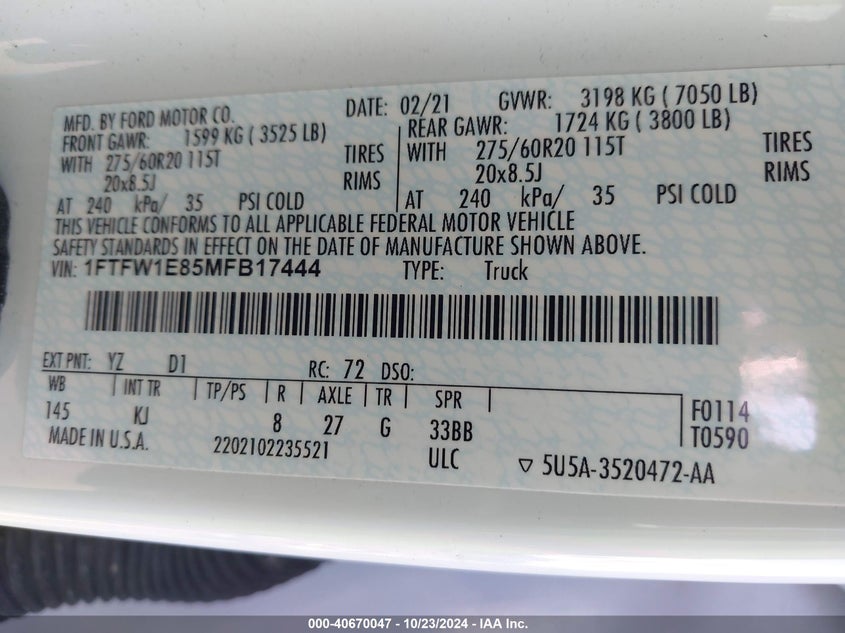 MFD. BY FORD MOTOR CO.
DATE: 02/21 GVWR: 3198 KG ( 7050 LB)
FRONT GAWR: 1599 KG ( 3525 LB)
REAR GAWR: 1724 KG ( 3800 LB)
WITH 275/60R20 115T TIRES
WITH 275/60R20 115T TIRES
20x8.5J RIMS
20x8.5J RIMS
AT 240 kPa/ 35 PSI COLD
AT 240 kPa/ 35 PSI COLD
THIS VEHICLE CONFORMS TO ALL APPLICABLE FEDERAL MOTOR VEHICLE
SAFETY STANDARDS IN EFFECT ON THE DATE OF MANUFACTURE SHOWN ABOVE.
VIN: 1FTFW1E85MFB17444 TYPE: Truck
EXT PNT: YZ D1 RC: 72 DSO:
WB INT TR TP/PS R AXLE TR SPR
145 KJ 8 27 G 33BB
F0114
T0590
MADE IN U.S.A. 2202102235521 ULC
▽ 5U5A-3520472-AA
000-40670047 - 10/23/2024 - IAA Inc.